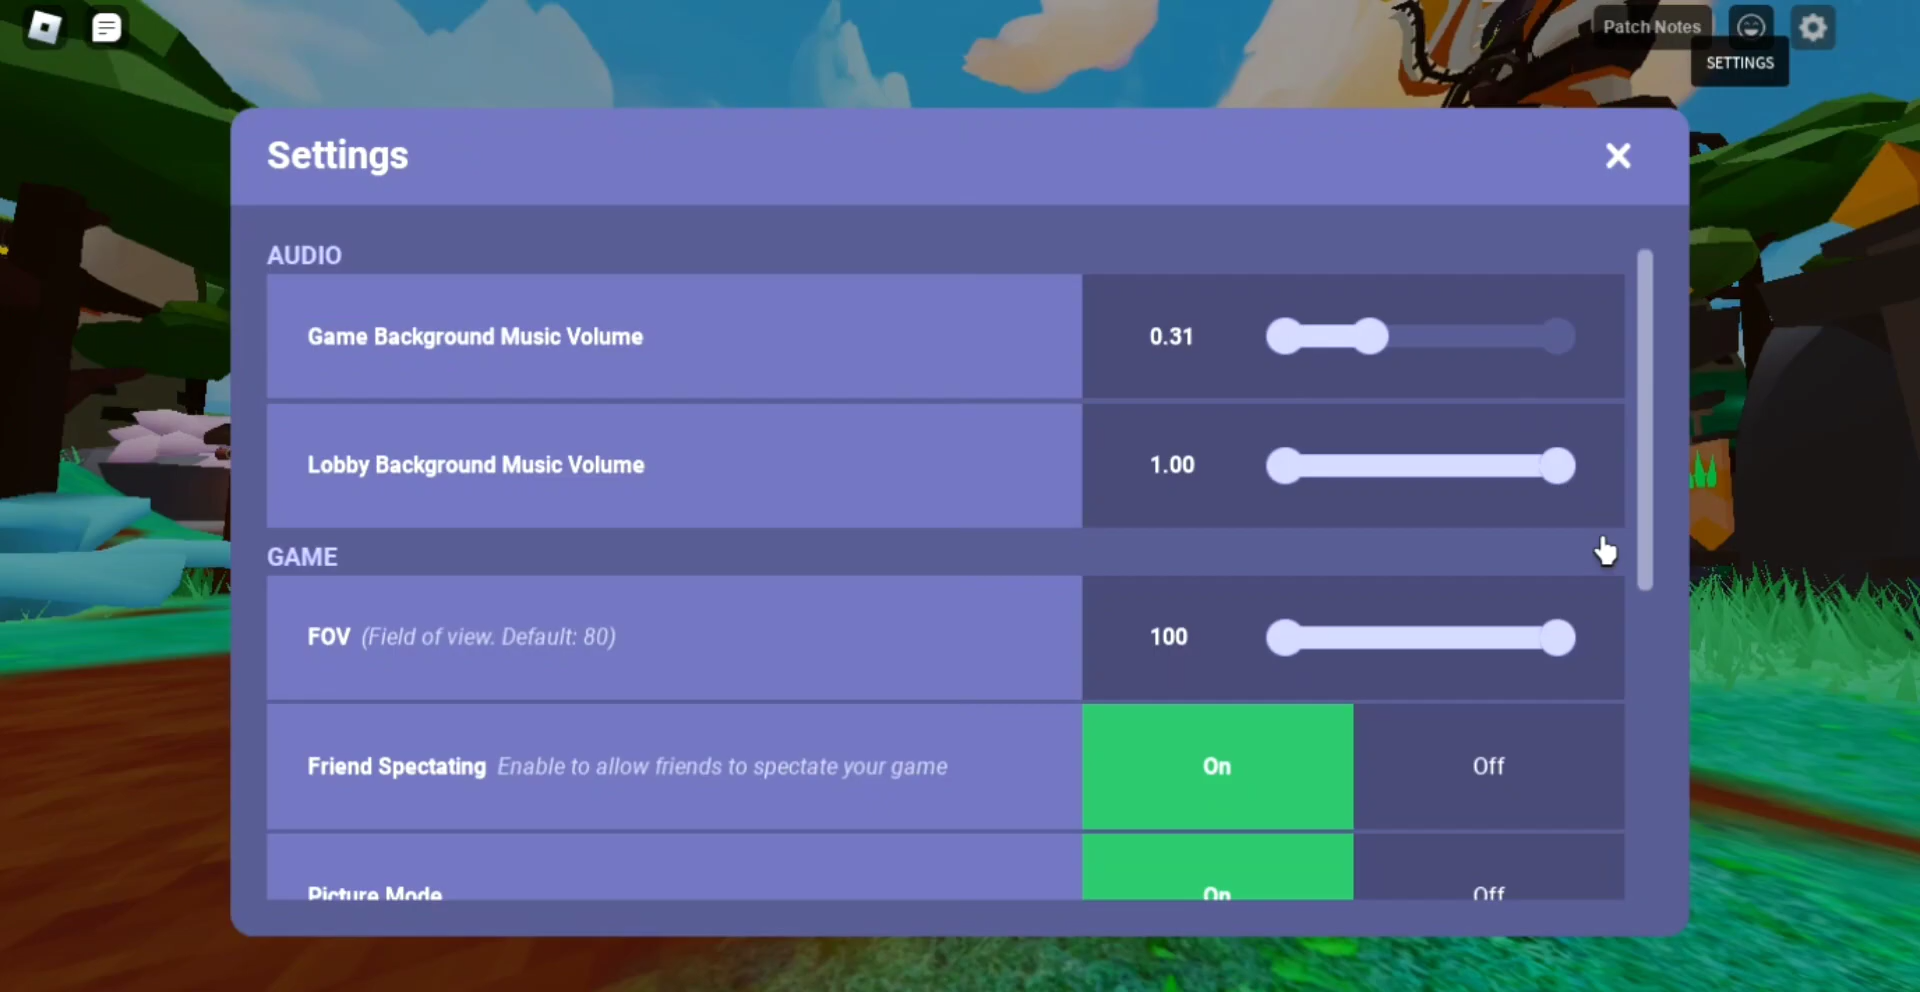 Patch Notes
SETTINGS
Settings
AUDIO
Game Background Music Volume 0.31
Lobby Background Music Volume 1.00
GAME
FOV (Field of view. Default: 80) 100
Friend Spectating Enable to allow friends to spectate your game On Off
Picture Mode On Off